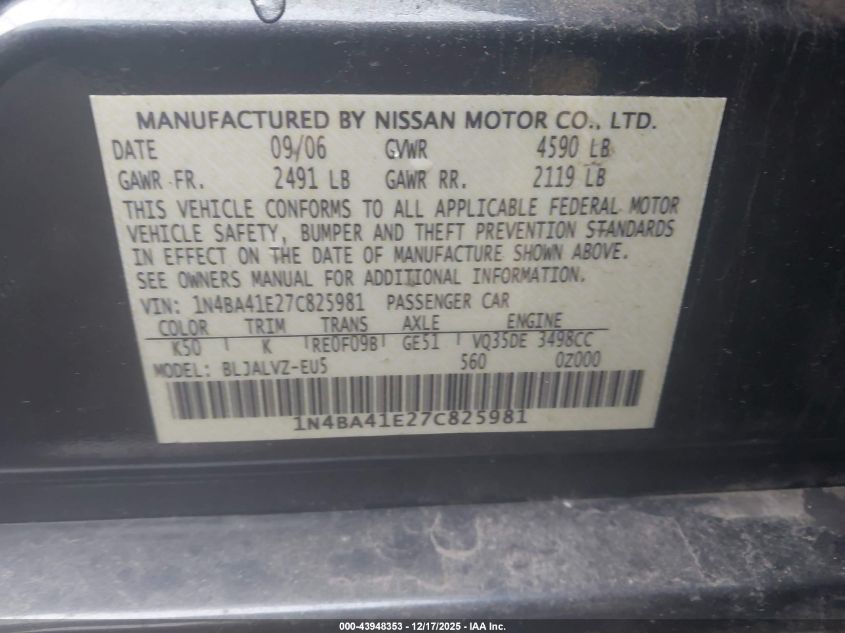 MANUFACTURED BY NISSAN MOTOR CO., LTD.
DATE 09/06 GVWR 4590 LB
GAWR FR. 2491 LB GAWR RR. 2119 LB
THIS VEHICLE CONFORMS TO ALL APPLICABLE FEDERAL MOTOR
VEHICLE SAFETY, BUMPER AND THEFT PREVENTION STANDARDS
IN EFFECT ON THE DATE OF MANUFACTURE SHOWN ABOVE.
SEE OWNERS MANUAL FOR ADDITIONAL INFORMATION.
VIN: 1N4BA41E27C825981 PASSENGER CAR
COLOR TRIM TRANS AXLE ENGINE
K50 K RE0F09B GE51 VQ35DE 3498CC
MODEL: BLJALVZ-EU5 560 0Z000
1N4BA41E27C825981
000-43948353 – 12/17/2025 – IAA Inc.